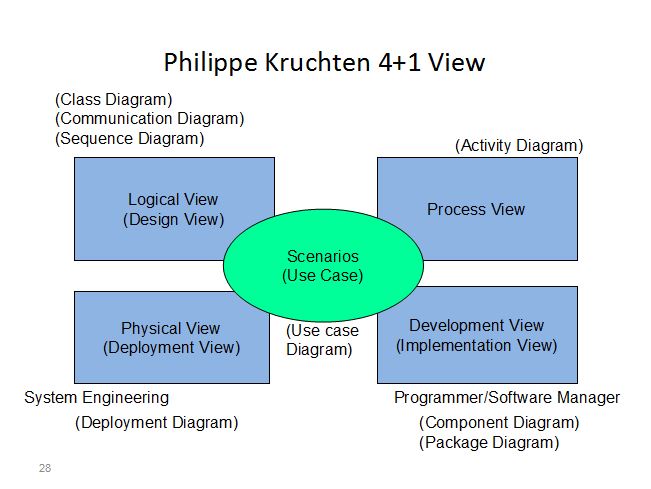 Philippe Kruchten 4+1 View
(Class Diagram)
(Communication Diagram)
(Sequence Diagram)
(Activity Diagram)
Logical View
(Design View)
Process View
Scenarios
(Use Case)
Physical View
(Deployment View)
(Use case
Diagram)
Development View
(Implementation View)
System Engineering
(Deployment Diagram)
Programmer/Software Manager
(Component Diagram)
(Package Diagram)
28